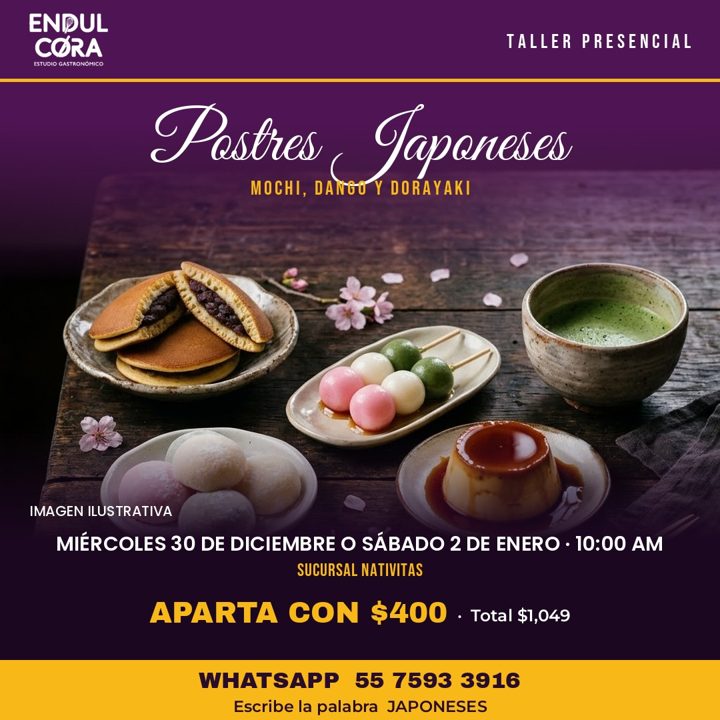 ENDUL
CØRA
ESTUDIO GASTRONÓMICO
TALLER PRESENCIAL
Postres Japoneses
MOCHI, DANGO Y DORAYAKI
IMAGEN ILUSTRATIVA
MIÉRCOLES 30 DE DICIEMBRE O SÁBADO 2 DE ENERO · 10:00 AM
SUCURSAL NATIVITAS
APARTA CON $400 · Total $1,049
WHATSAPP 55 7593 3916
Escribe la palabra JAPONESES